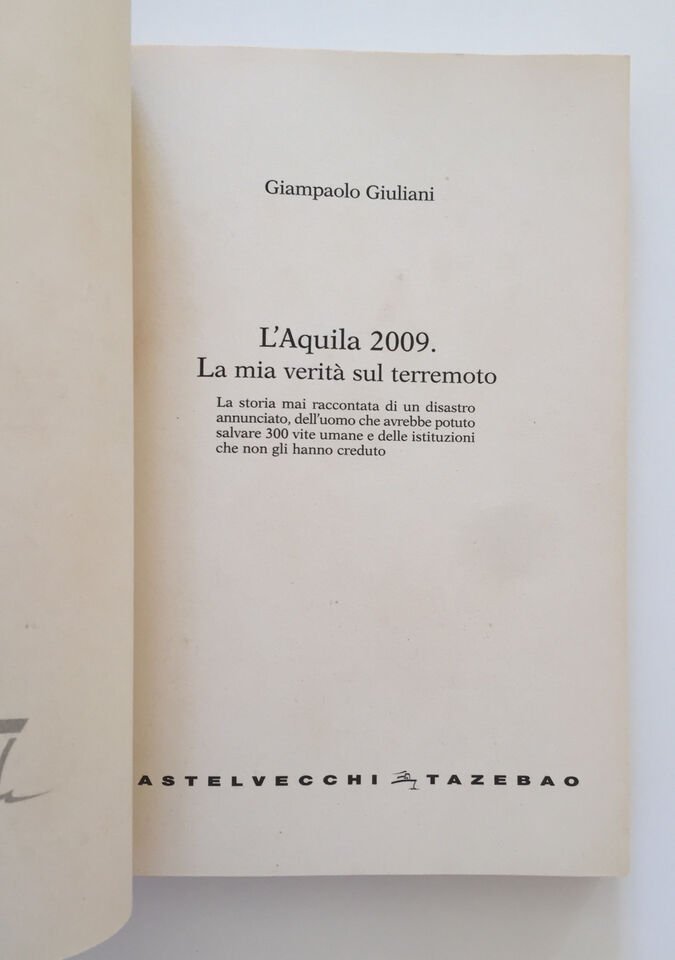 Giampaolo Giuliani
L'Aquila 2009.
La mia verità sul terremoto
La storia mai raccontata di un disastro
annunciato, dell'uomo che avrebbe potuto
salvare 300 vite umane e delle istituzioni
che non gli hanno creduto
ASTELVECCHI TAZEBAO